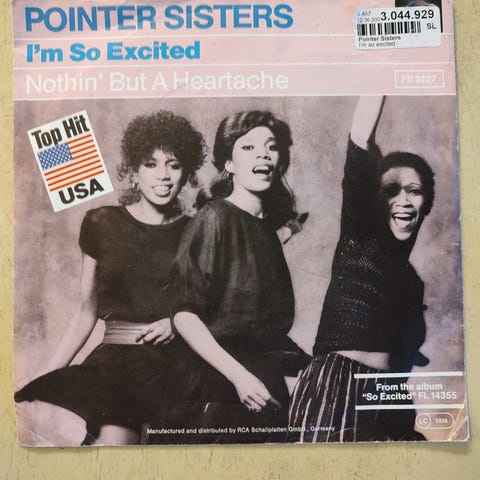 POINTER SISTERS
I'm So Excited
Nothin' But A Heartache
3.044.929
SL
Pointer Sisters
I'm so excited
PB 3327
Top Hit
USA
From the album
"So Excited" FL 14355
LC
Manufactured and distributed by RCA Schallplatten GmbH., Germany